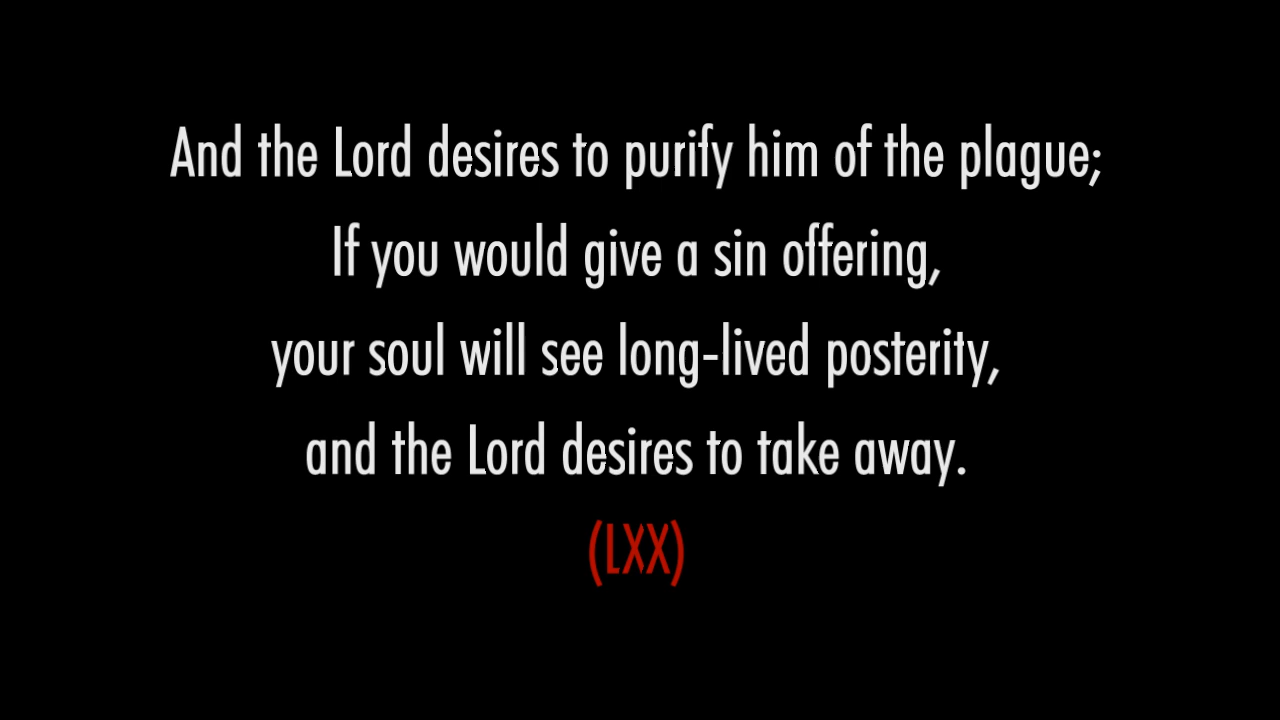 And the Lord desires to purify him of the plague;
If you would give a sin offering,
your soul will see long-lived posterity,
and the Lord desires to take away.
(LXX)